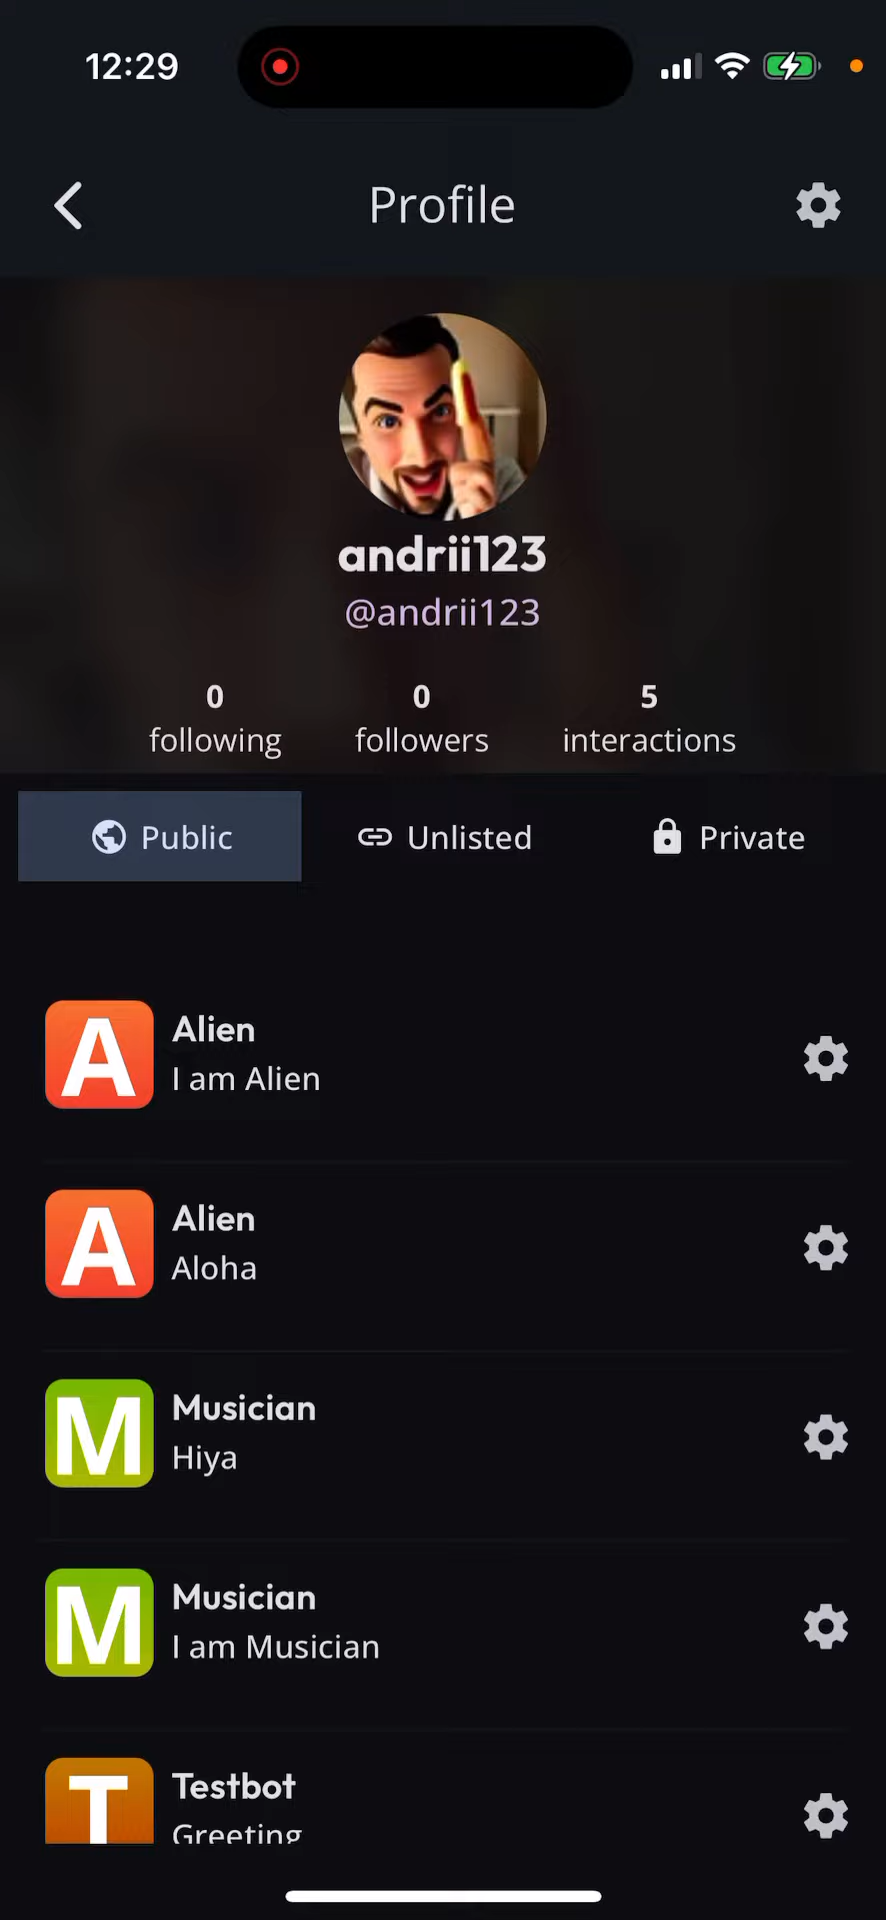 12:29
Profile
andrii123
@andrii123
0 0 5
following followers interactions
Public Unlisted Private
A
Alien
I am Alien
A
Alien
Aloha
M
Musician
Hiya
M
Musician
I am Musician
T
Testbot
Greeting